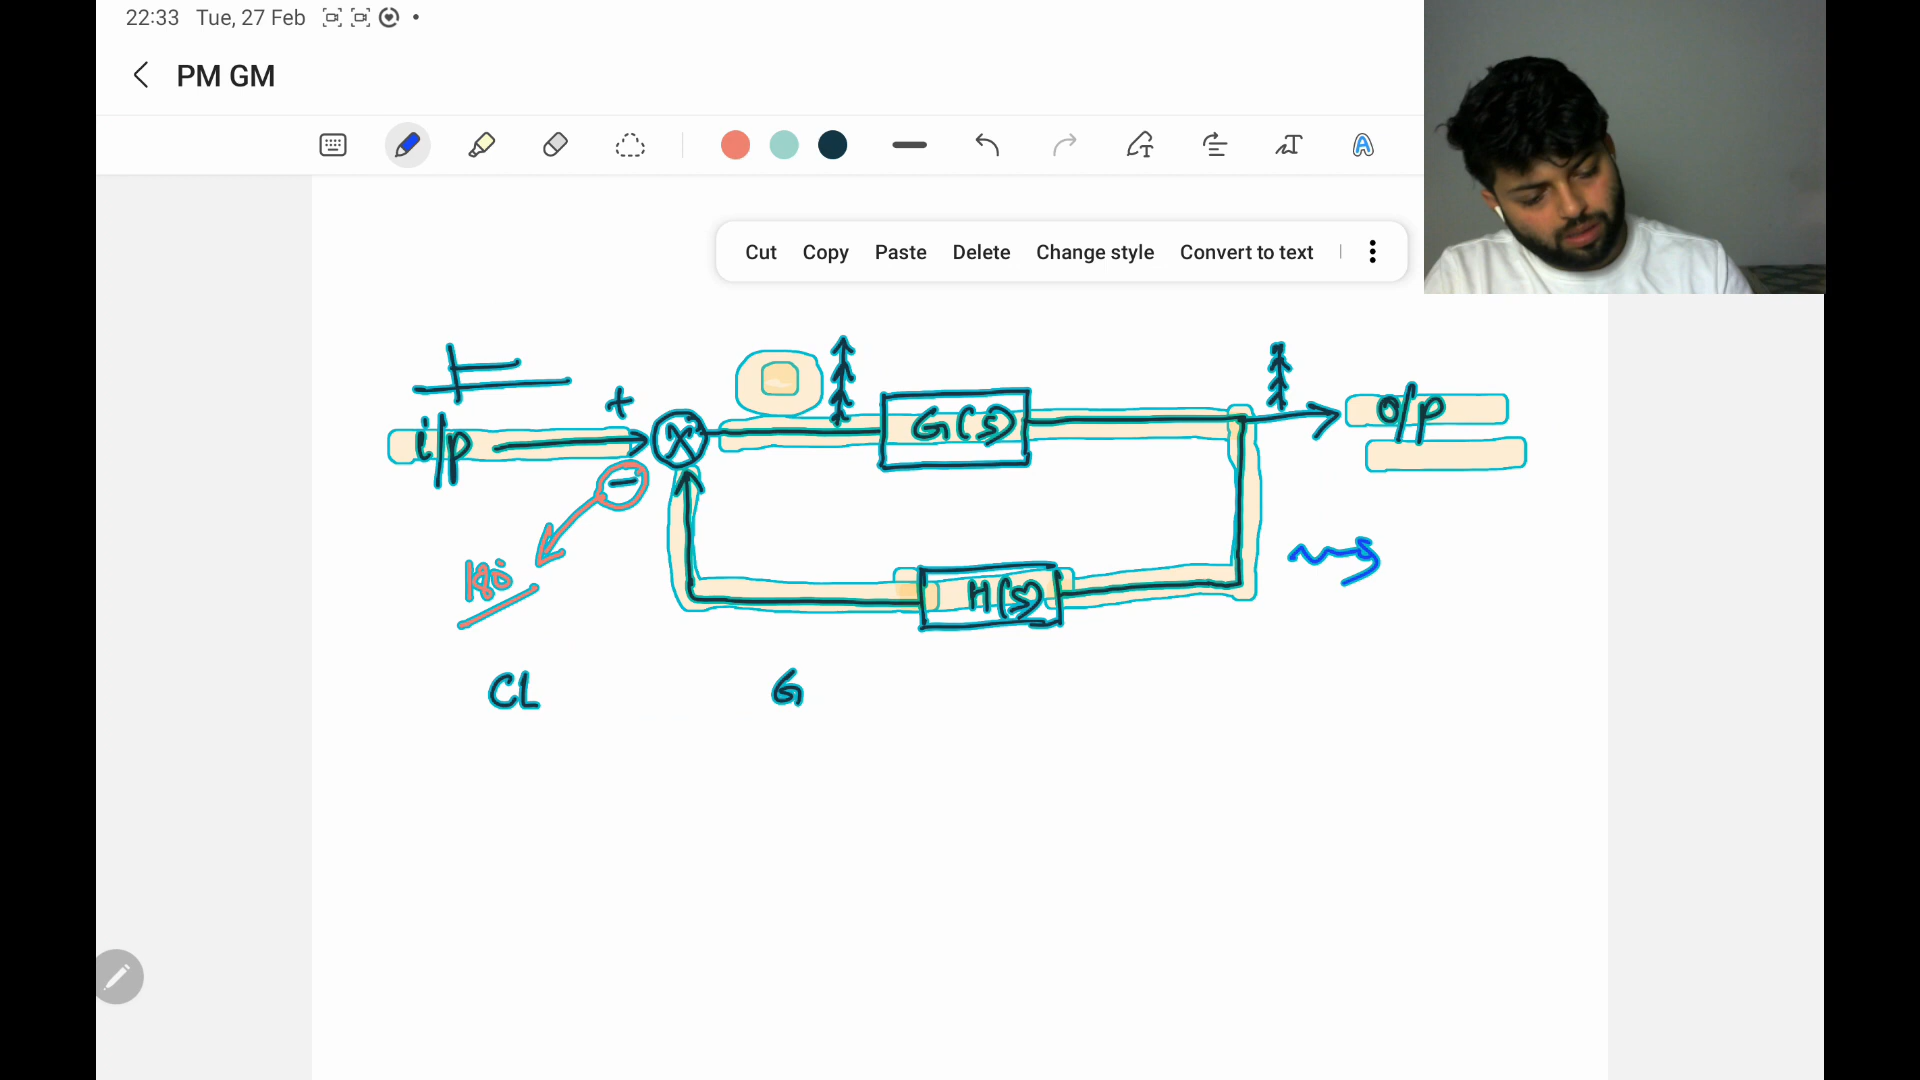 22:33 Tue, 27 Feb
PM GM
Cut Copy Paste Delete Change style Convert to text
i/p
+
-
G(s)
o/p
180°
H(s)
CL
G